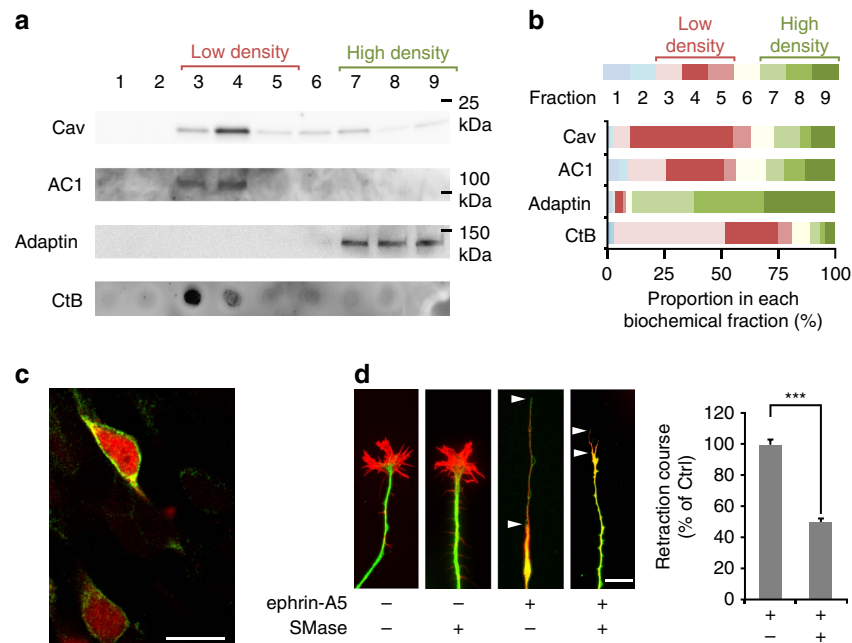 a
Low density
High density
1 2 3 4 5 6 7 8 9
25
kDa
Cav
AC1
100
kDa
Adaptin
150
kDa
CtB
b
Low
density
High
density
Fraction 1 2 3 4 5 6 7 8 9
Cav
AC1
Adaptin
CtB
0 25 50 75 100
Proportion in each
biochemical fraction (%)
c
d
ephrin-A5 – – + +
SMase – + – +
***
120
100
80
60
40
20
0
Retraction course
(% of Ctrl)
+ +
– +